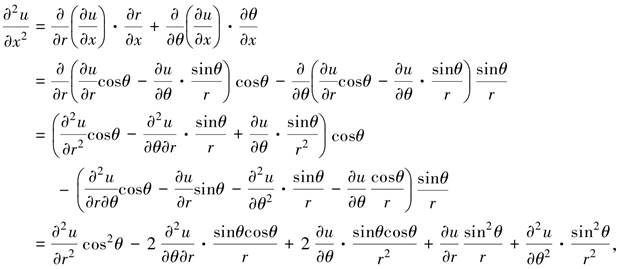 ∂²u/∂x² = ∂/∂r(∂u/∂x)·∂r/∂x + ∂/∂θ(∂u/∂x)·∂θ/∂x
= ∂/∂r(∂u/∂r cosθ − ∂u/∂θ · sinθ/r) cosθ − ∂/∂θ(∂u/∂r cosθ − ∂u/∂θ · sinθ/r) sinθ/r
= (∂²u/∂r² cosθ − ∂²u/∂θ∂r · sinθ/r + ∂u/∂θ · sinθ/r²) cosθ
− (∂²u/∂r∂θ cosθ − ∂u/∂r sinθ − ∂²u/∂θ² · sinθ/r − ∂u/∂θ cosθ/r) sinθ/r
= ∂²u/∂r² cos²θ − 2 ∂²u/∂θ∂r · sinθcosθ/r + 2 ∂u/∂θ · sinθcosθ/r² + ∂u/∂r sin²θ/r + ∂²u/∂θ² · sin²θ/r²,